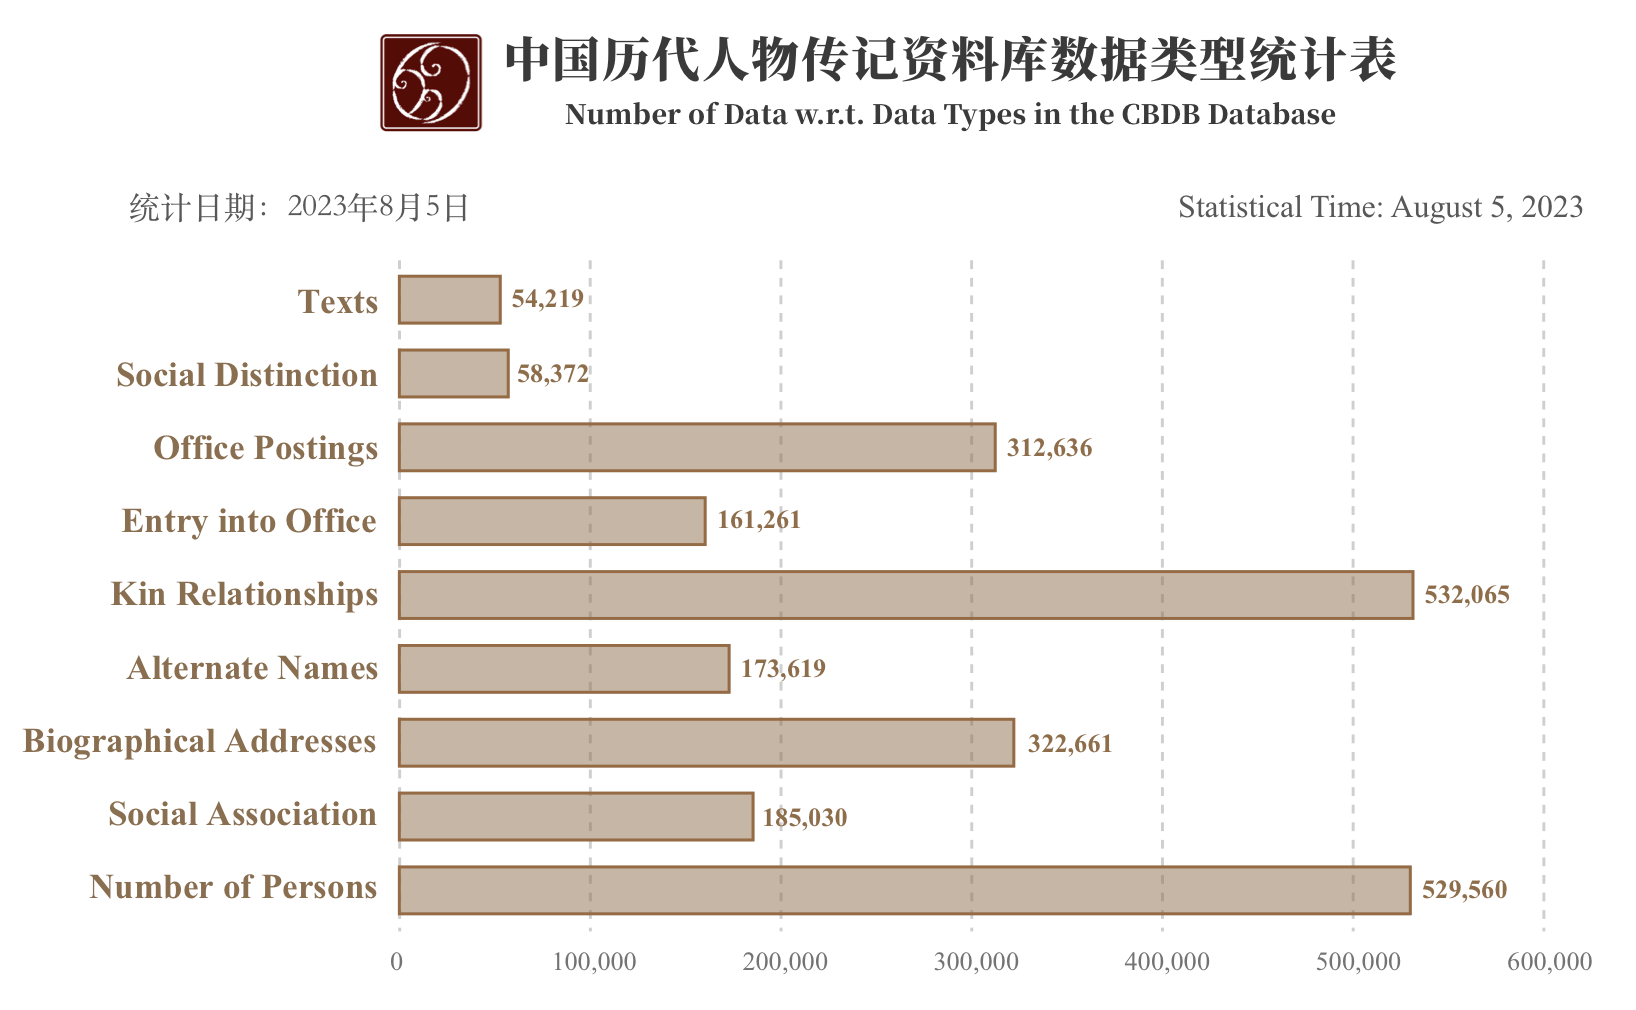 中国历代人物传记资料库数据类型统计表
Number of Data w.r.t. Data Types in the CBDB Database
统计日期：2023年8月5日
Statistical Time: August 5, 2023
Texts 54,219
Social Distinction 58,372
Office Postings 312,636
Entry into Office 161,261
Kin Relationships 532,065
Alternate Names 173,619
Biographical Addresses 322,661
Social Association 185,030
Number of Persons 529,560
0 100,000 200,000 300,000 400,000 500,000 600,000